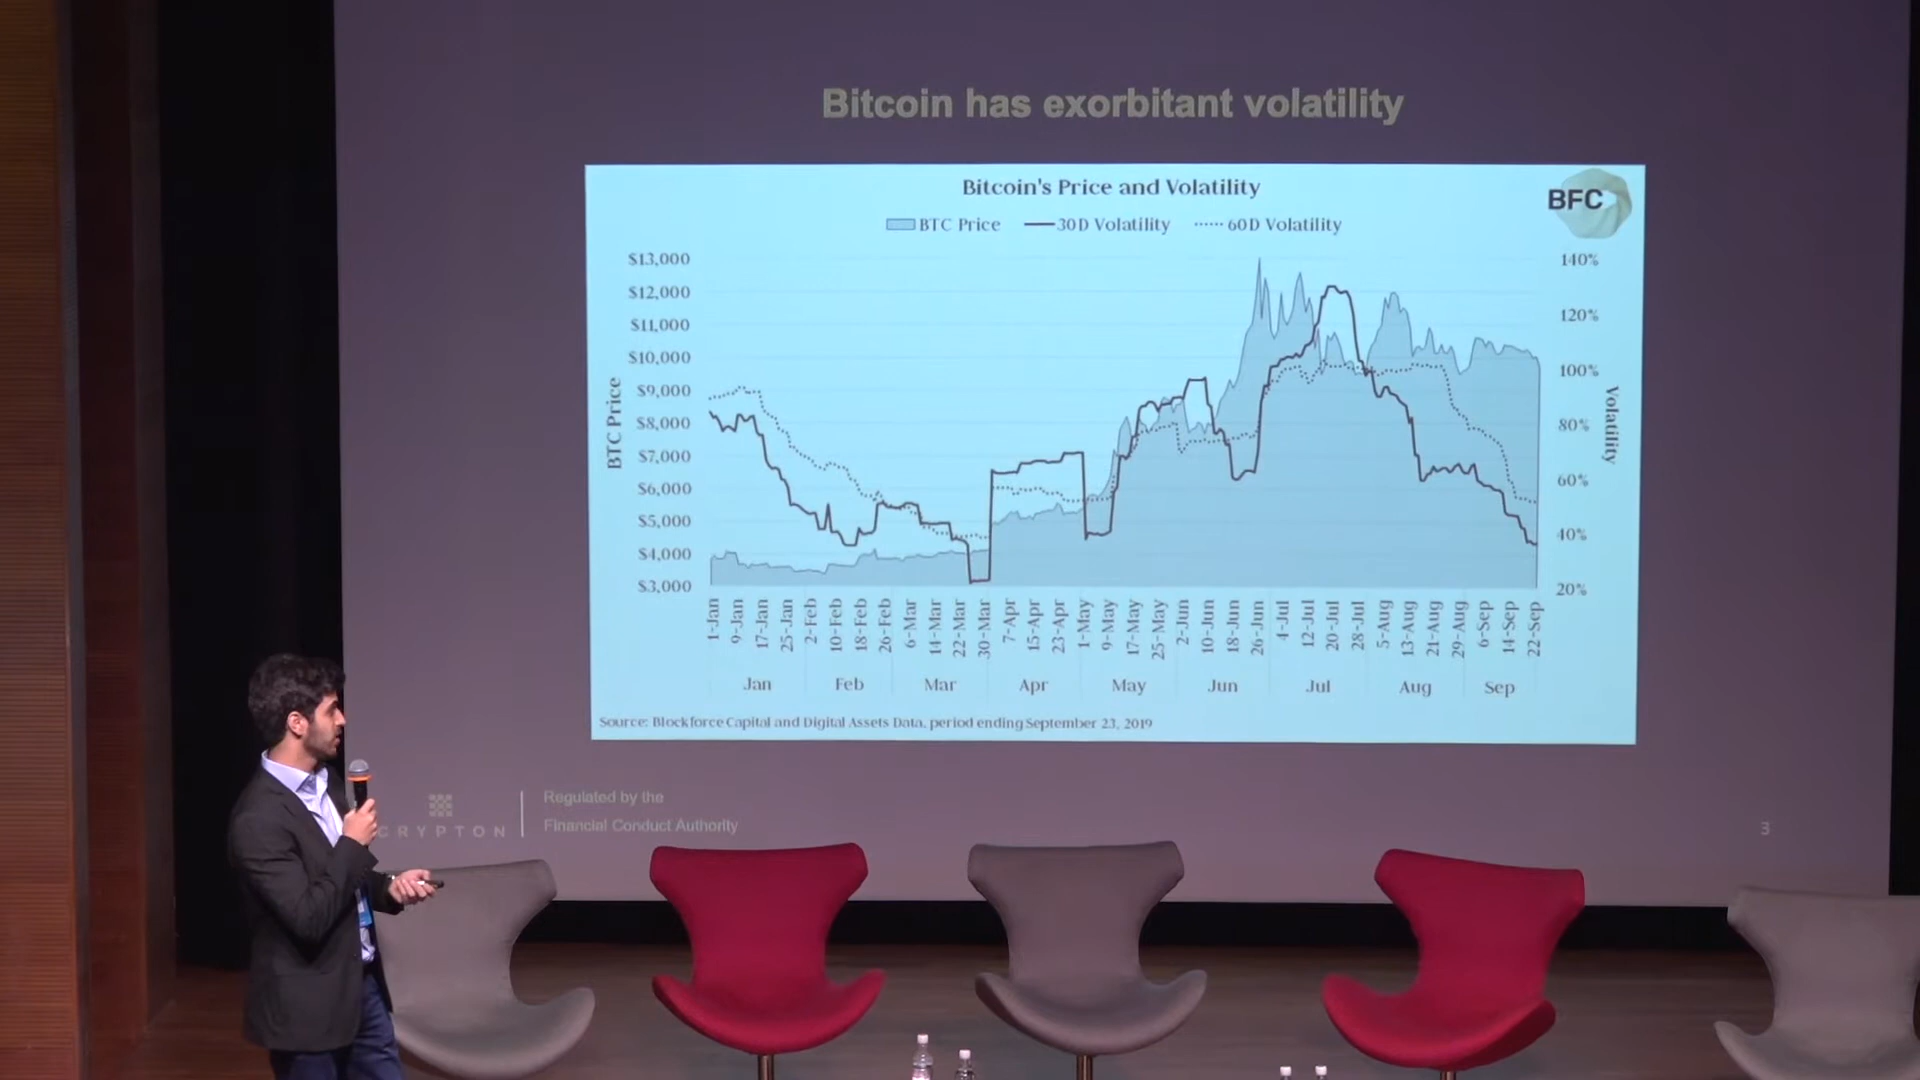 Bitcoin has exorbitant volatility
Bitcoin's Price and Volatility
BFC
BTC Price 30D Volatility 60D Volatility
$13,000
$12,000
$11,000
$10,000
$9,000
$8,000
$7,000
$6,000
$5,000
$4,000
$3,000
BTC Price
140%
120%
100%
80%
60%
40%
20%
Volatility
1-Jan 9-Jan 17-Jan 25-Jan 2-Feb 10-Feb 18-Feb 26-Feb 6-Mar 14-Mar 22-Mar 30-Mar 7-Apr 15-Apr 23-Apr 1-May 9-May 17-May 25-May 2-Jun 10-Jun 18-Jun 26-Jun 4-Jul 12-Jul 20-Jul 28-Jul 5-Aug 13-Aug 21-Aug 29-Aug 6-Sep 14-Sep 22-Sep
Jan Feb Mar Apr May Jun Jul Aug Sep
Source: Blockforce Capital and Digital Assets Data, period ending September 23, 2019
CRYPTON
Regulated by the
Financial Conduct Authority
3